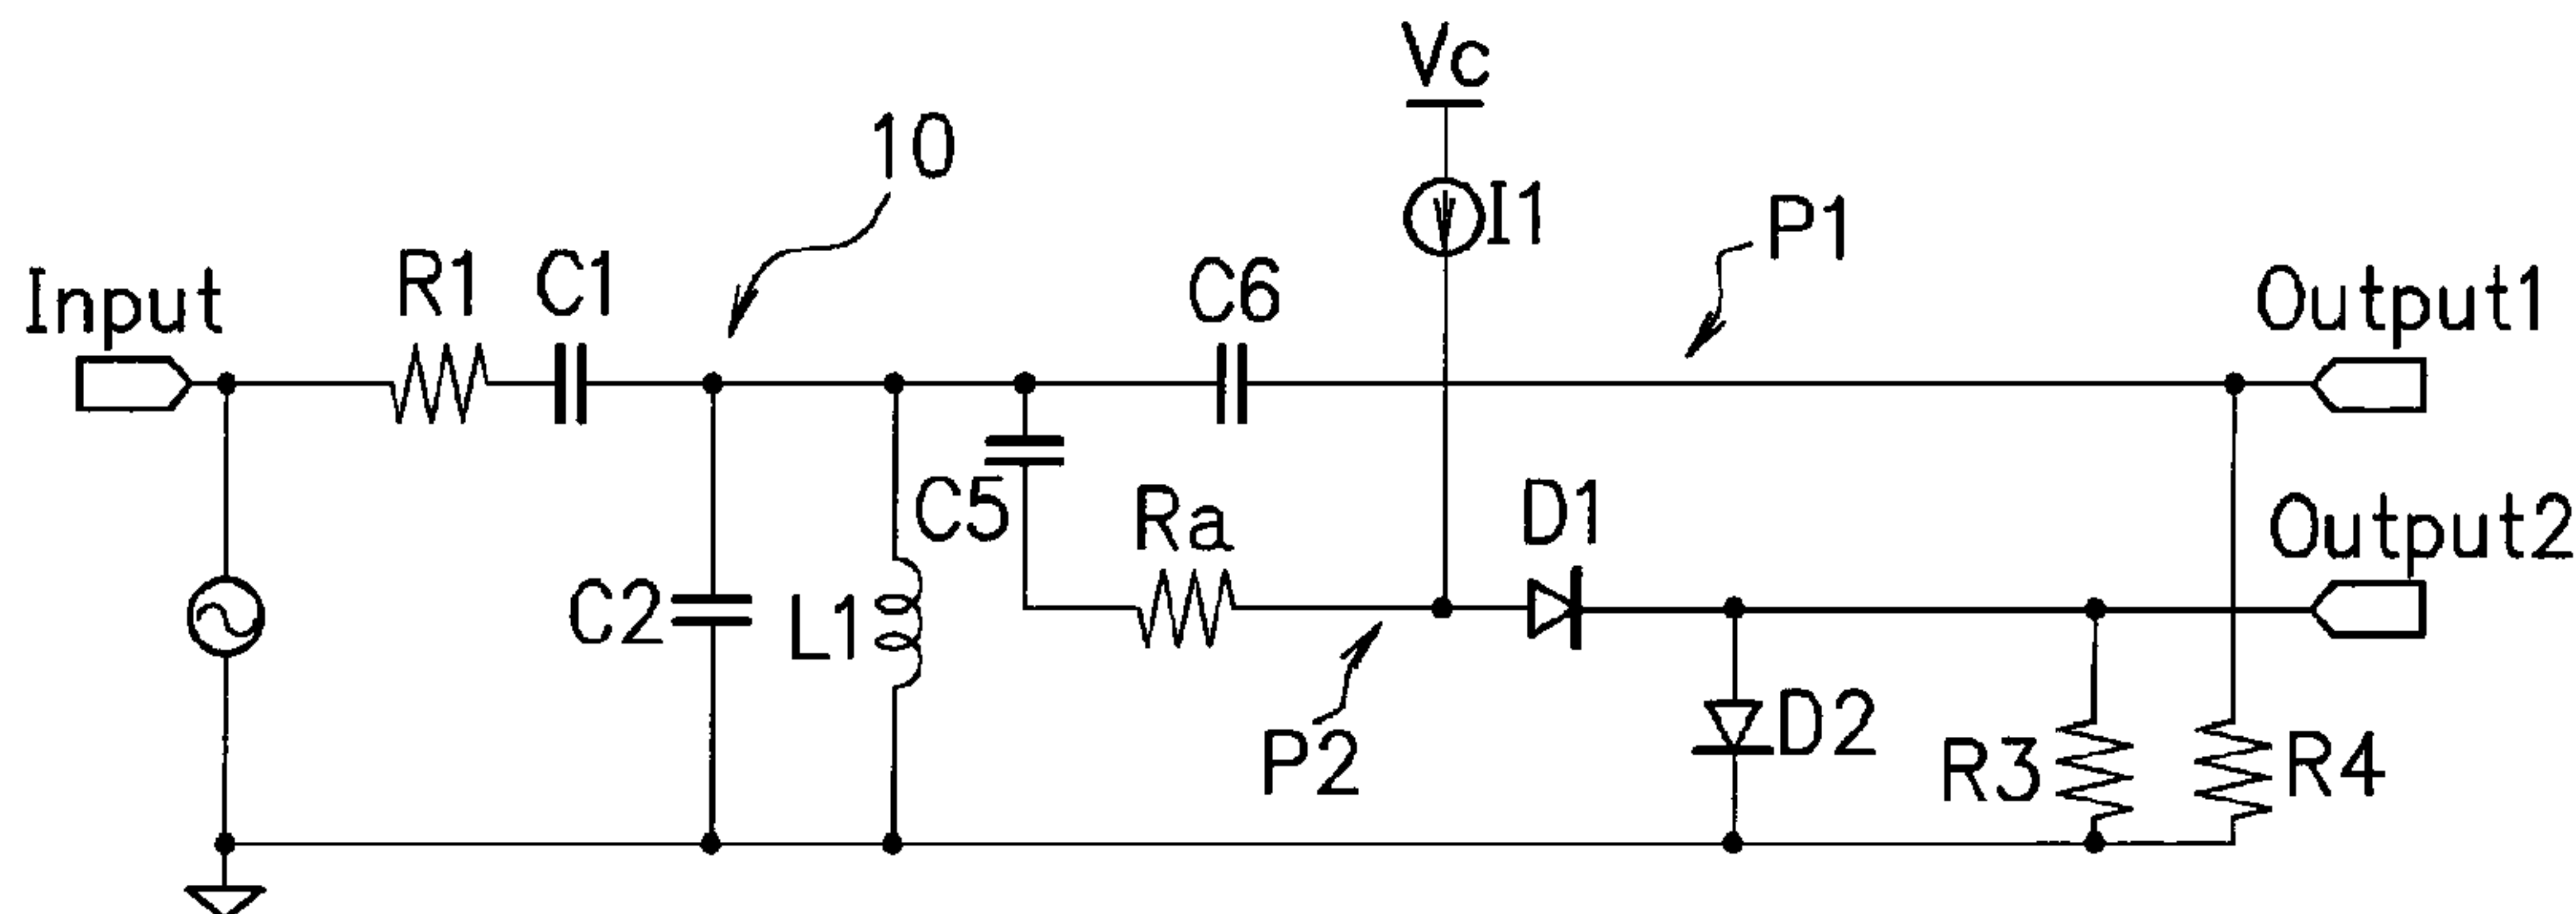 Vc
10
I1
P1
Input
R1
C1
C6
Output1
C5
Ra
D1
Output2
C2
L1
P2
D2
R3
R4